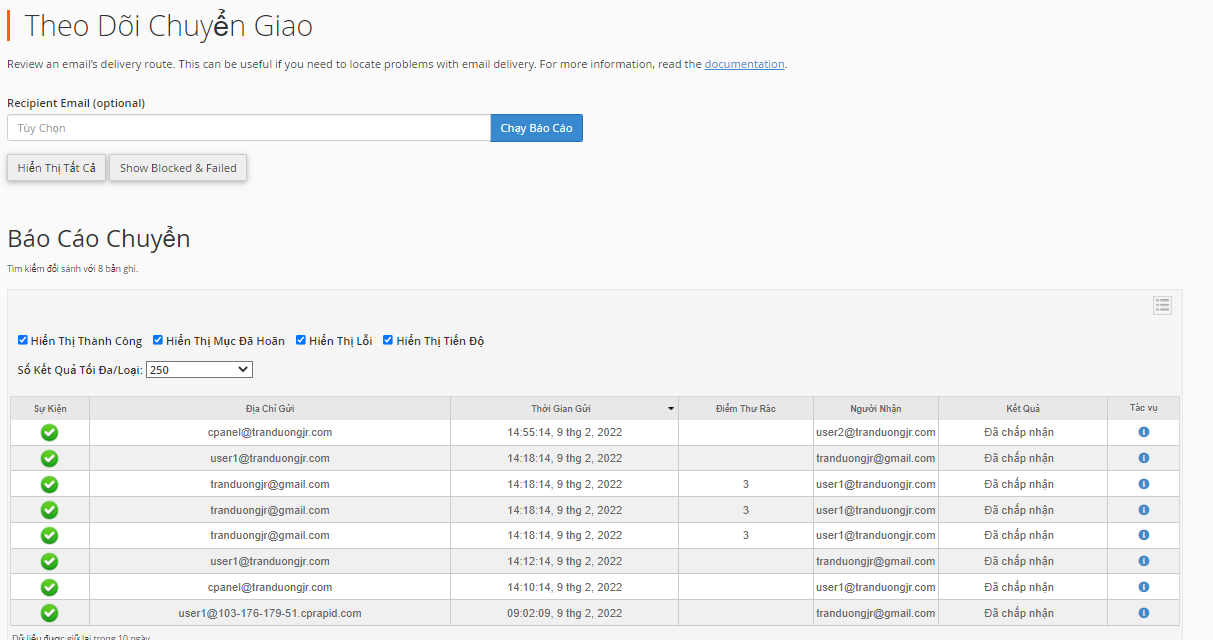 Theo Dõi Chuyển Giao
Review an email's delivery route. This can be useful if you need to locate problems with email delivery. For more information, read the documentation.
Recipient Email (optional)
Tùy Chọn Chạy Báo Cáo
Hiển Thị Tất Cả Show Blocked & Failed
Báo Cáo Chuyển
Tìm kiếm đối sánh với 8 bản ghi.
Hiển Thị Thành Công Hiển Thị Mục Đã Hoãn Hiển Thị Lỗi Hiển Thị Tiến Độ
Số Kết Quả Tối Đa/Loại: 250
Sự Kiện Địa Chỉ Gửi Thời Gian Gửi Điểm Thư Rác Người Nhận Kết Quả Tác vụ
cpanel@tranduongjr.com 14:55:14, 9 thg 2, 2022 user2@tranduongjr.com Đã chấp nhận
user1@tranduongjr.com 14:18:14, 9 thg 2, 2022 tranduongjr@gmail.com Đã chấp nhận
tranduongjr@gmail.com 14:18:14, 9 thg 2, 2022 3 user1@tranduongjr.com Đã chấp nhận
tranduongjr@gmail.com 14:18:14, 9 thg 2, 2022 3 user1@tranduongjr.com Đã chấp nhận
tranduongjr@gmail.com 14:18:14, 9 thg 2, 2022 3 user1@tranduongjr.com Đã chấp nhận
user1@tranduongjr.com 14:12:14, 9 thg 2, 2022 tranduongjr@gmail.com Đã chấp nhận
cpanel@tranduongjr.com 14:10:14, 9 thg 2, 2022 user1@tranduongjr.com Đã chấp nhận
user1@103-176-179-51.cprapid.com 09:02:09, 9 thg 2, 2022 tranduongjr@gmail.com Đã chấp nhận
Dữ liệu được giữ lại trong 10 ngày.